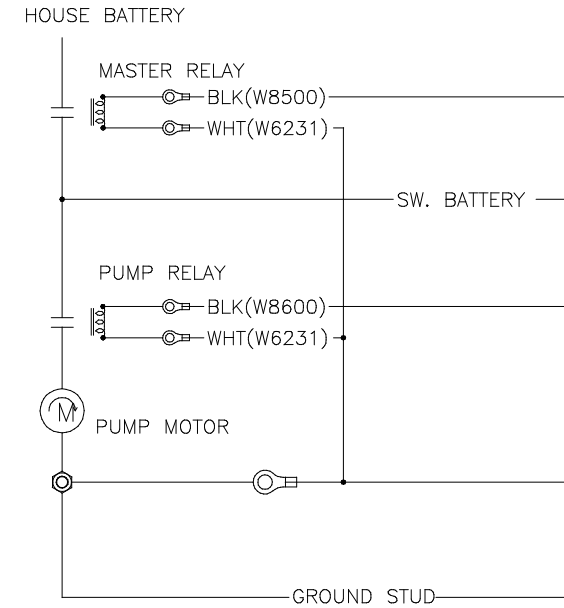 HOUSE BATTERY
MASTER RELAY
BLK(W8500)
WHT(W6231)
SW. BATTERY
PUMP RELAY
BLK(W8600)
WHT(W6231)
M
PUMP MOTOR
GROUND STUD